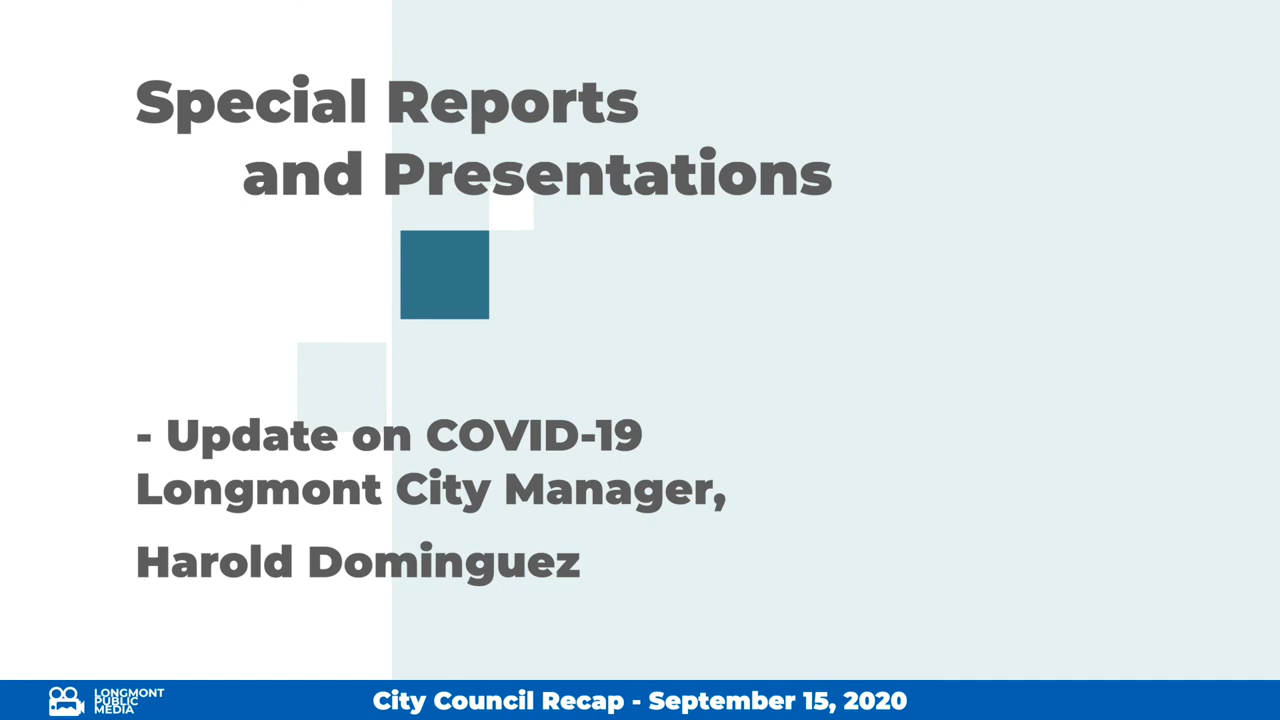 Special Reports
and Presentations
- Update on COVID-19
Longmont City Manager,
Harold Dominguez
LONGMONT
PUBLIC
MEDIA
City Council Recap - September 15, 2020